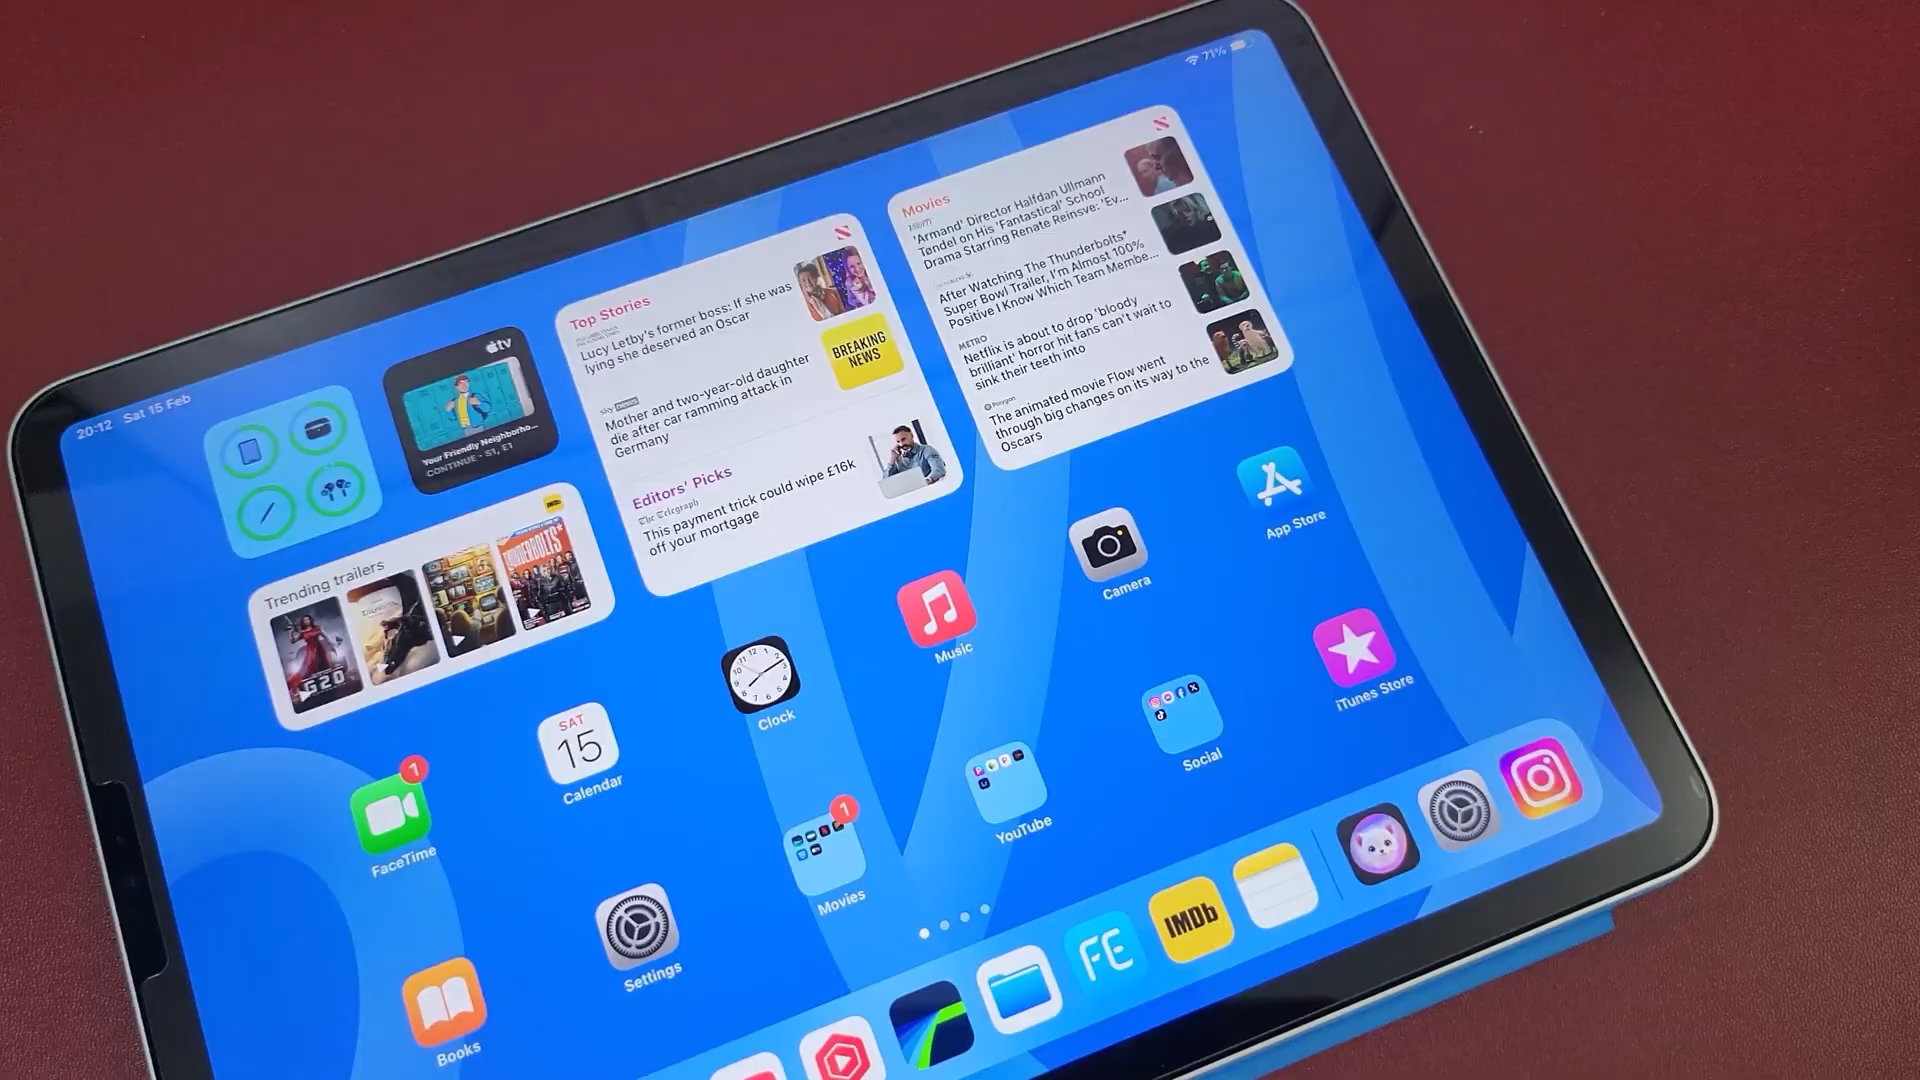 20:12 Sat 15 Feb
71%
tv
Your Friendly Neighborho...
CONTINUE · S1, E1
Trending trailers
IMDb
G20
THUNDERBOLTS*
Top Stories
Lucy Letby's former boss: If she was
lying she deserved an Oscar
sky news
Mother and two-year-old daughter
die after car ramming attack in
Germany
BREAKING
NEWS
Editors' Picks
The Telegraph
This payment trick could wipe £16k
off your mortgage
Movies
VARIETY
'Armand' Director Halfdan Ullmann
Tøndel on His 'Fantastical' School
Drama Starring Renate Reinsve: 'Ev...
After Watching The Thunderbolts*
Super Bowl Trailer, I'm Almost 100%
Positive I Know Which Team Membe...
METRO
Netflix is about to drop 'bloody
brilliant' horror hit fans can't wait to
sink their teeth into
Polygon
The animated movie Flow went
through big changes on its way to the
Oscars
FaceTime
1
SAT
15
Calendar
Clock
Music
Camera
App Store
Books
Settings
Movies
1
YouTube
Social
iTunes Store
FE
IMDb